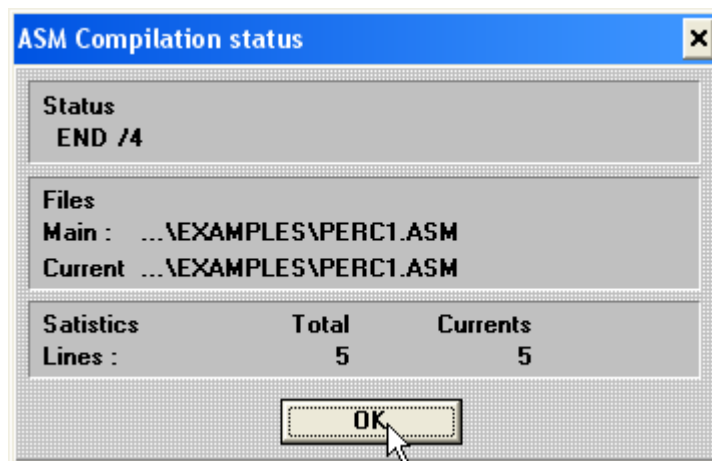 ASM Compilation status
Status
END /4
Files
Main : ...\EXAMPLES\PERC1.ASM
Current ...\EXAMPLES\PERC1.ASM
Satistics Total Currents
Lines : 5 5
OK